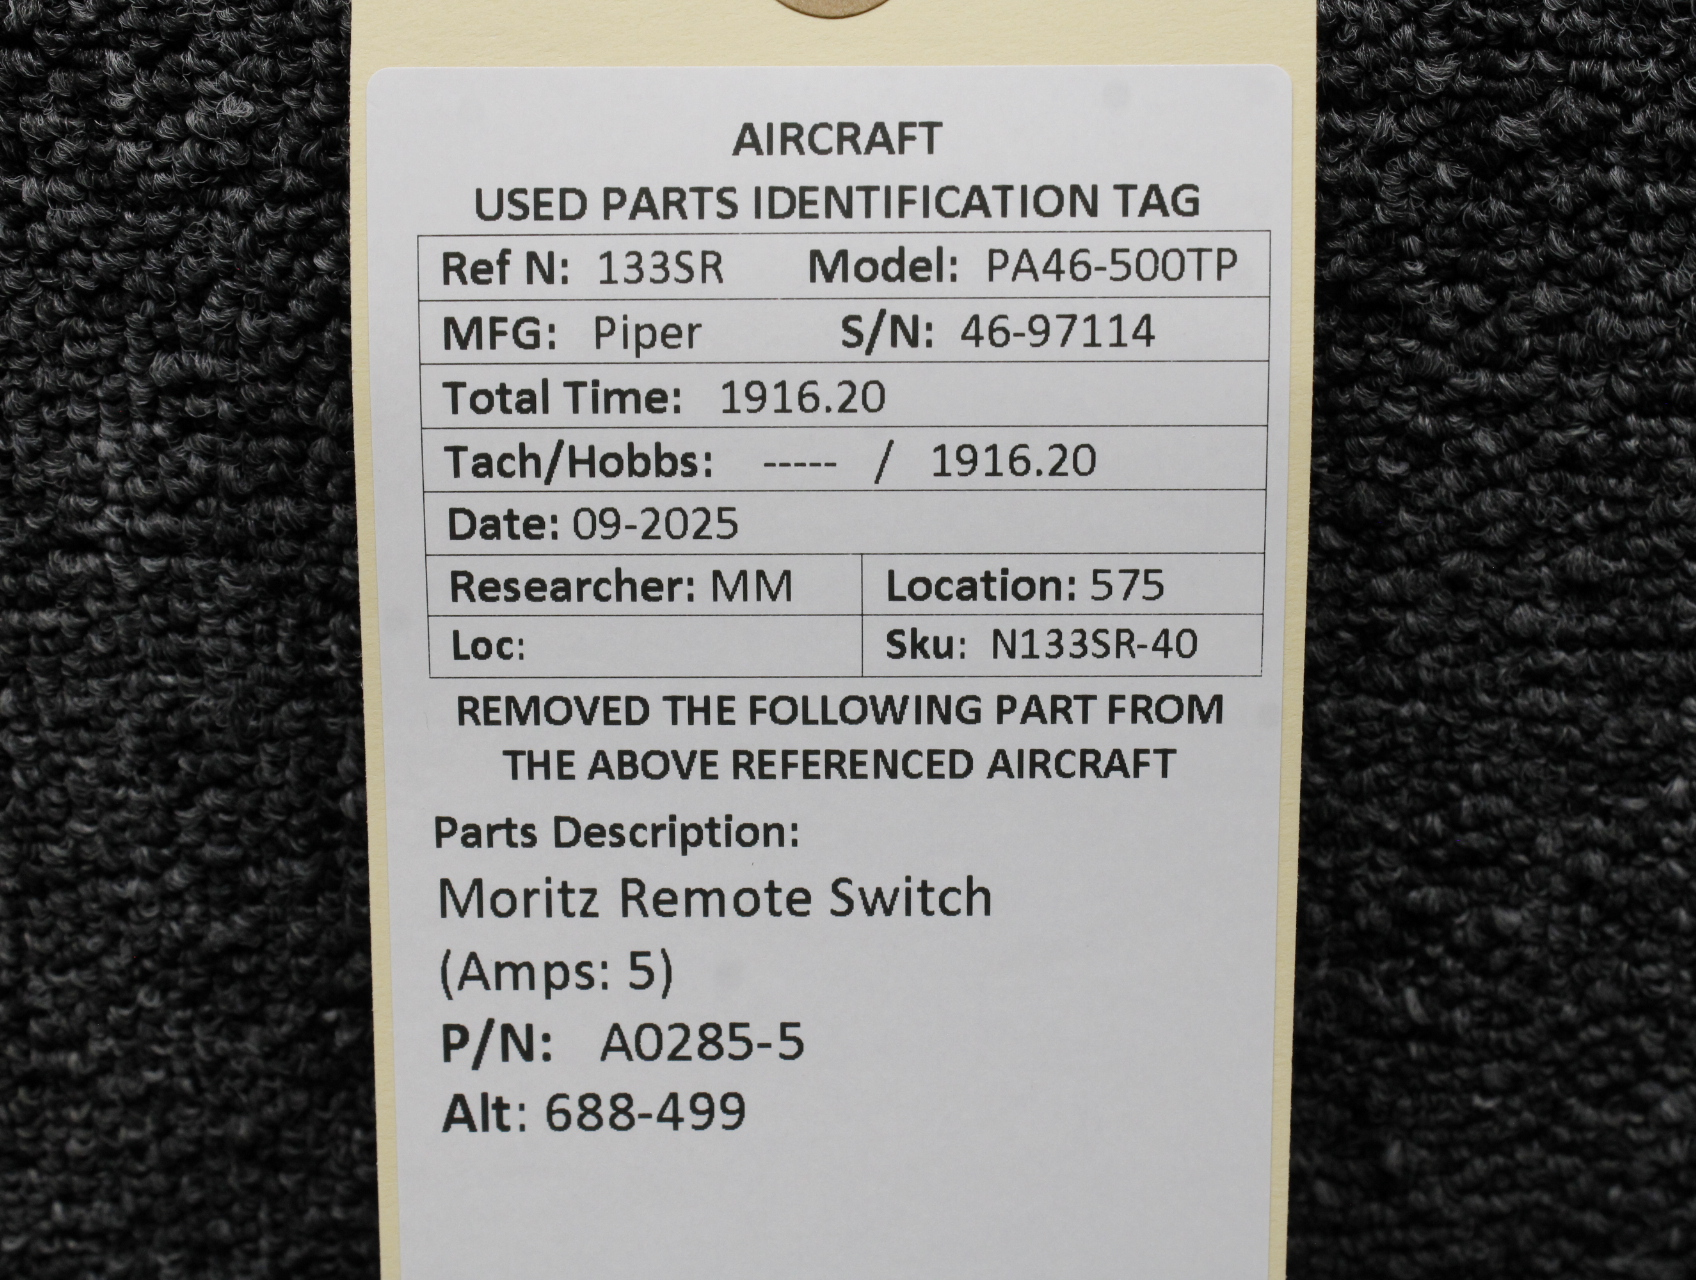 AIRCRAFT
USED PARTS IDENTIFICATION TAG
Ref N: 133SR Model: PA46-500TP
MFG: Piper S/N: 46-97114
Total Time: 1916.20
Tach/Hobbs: ----- / 1916.20
Date: 09-2025
Researcher: MM Location: 575
Loc: Sku: N133SR-40
REMOVED THE FOLLOWING PART FROM
THE ABOVE REFERENCED AIRCRAFT
Parts Description:
Moritz Remote Switch
(Amps: 5)
P/N: A0285-5
Alt: 688-499